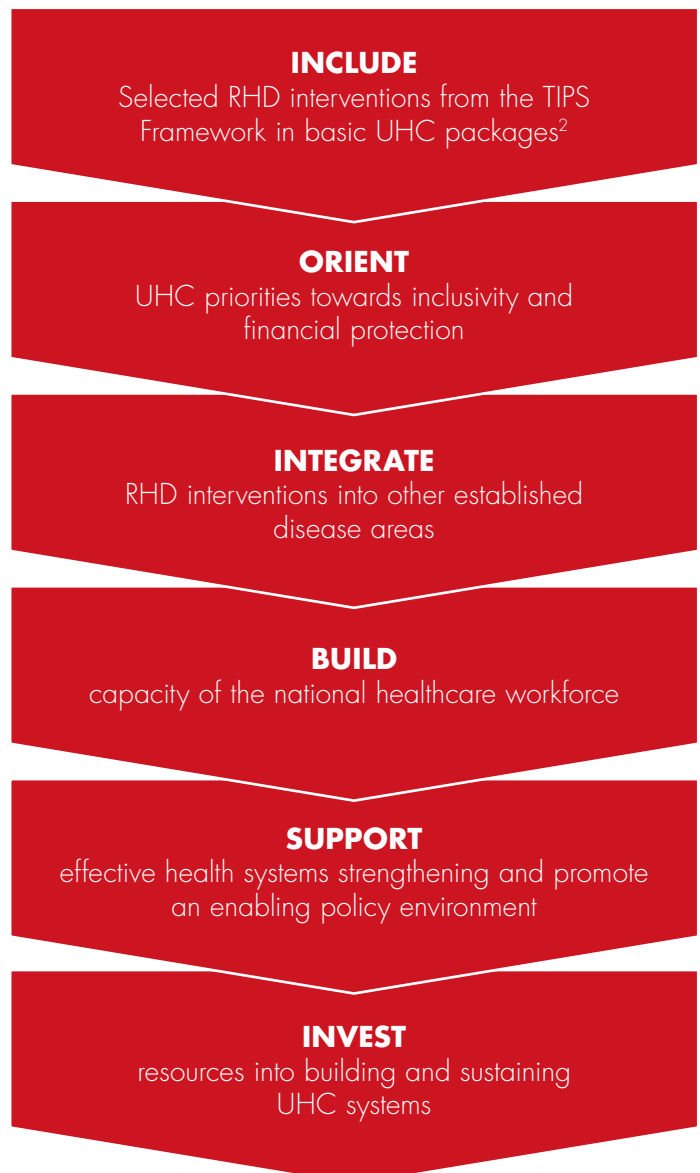 INCLUDE
Selected RHD interventions from the TIPS
Framework in basic UHC packages²
ORIENT
UHC priorities towards inclusivity and
financial protection
INTEGRATE
RHD interventions into other established
disease areas
BUILD
capacity of the national healthcare workforce
SUPPORT
effective health systems strengthening and promote
an enabling policy environment
INVEST
resources into building and sustaining
UHC systems